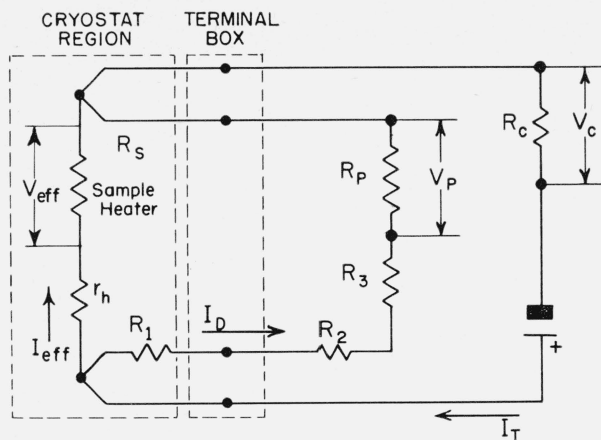 CRYOSTAT REGION
TERMINAL BOX
R_S
V_eff
Sample Heater
r_h
I_eff
R_1
I_D
R_2
R_3
R_P
V_P
R_C
V_C
+
I_T